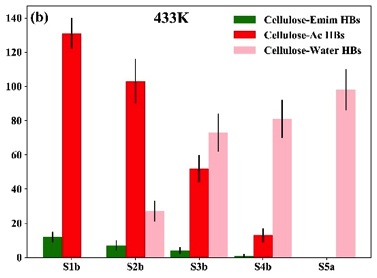 (b)
433K
Cellulose-Emim HBs
Cellulose-Ac HBs
Cellulose-Water HBs
140
120
100
80
60
40
20
0
S1b S2b S3b S4b S5a